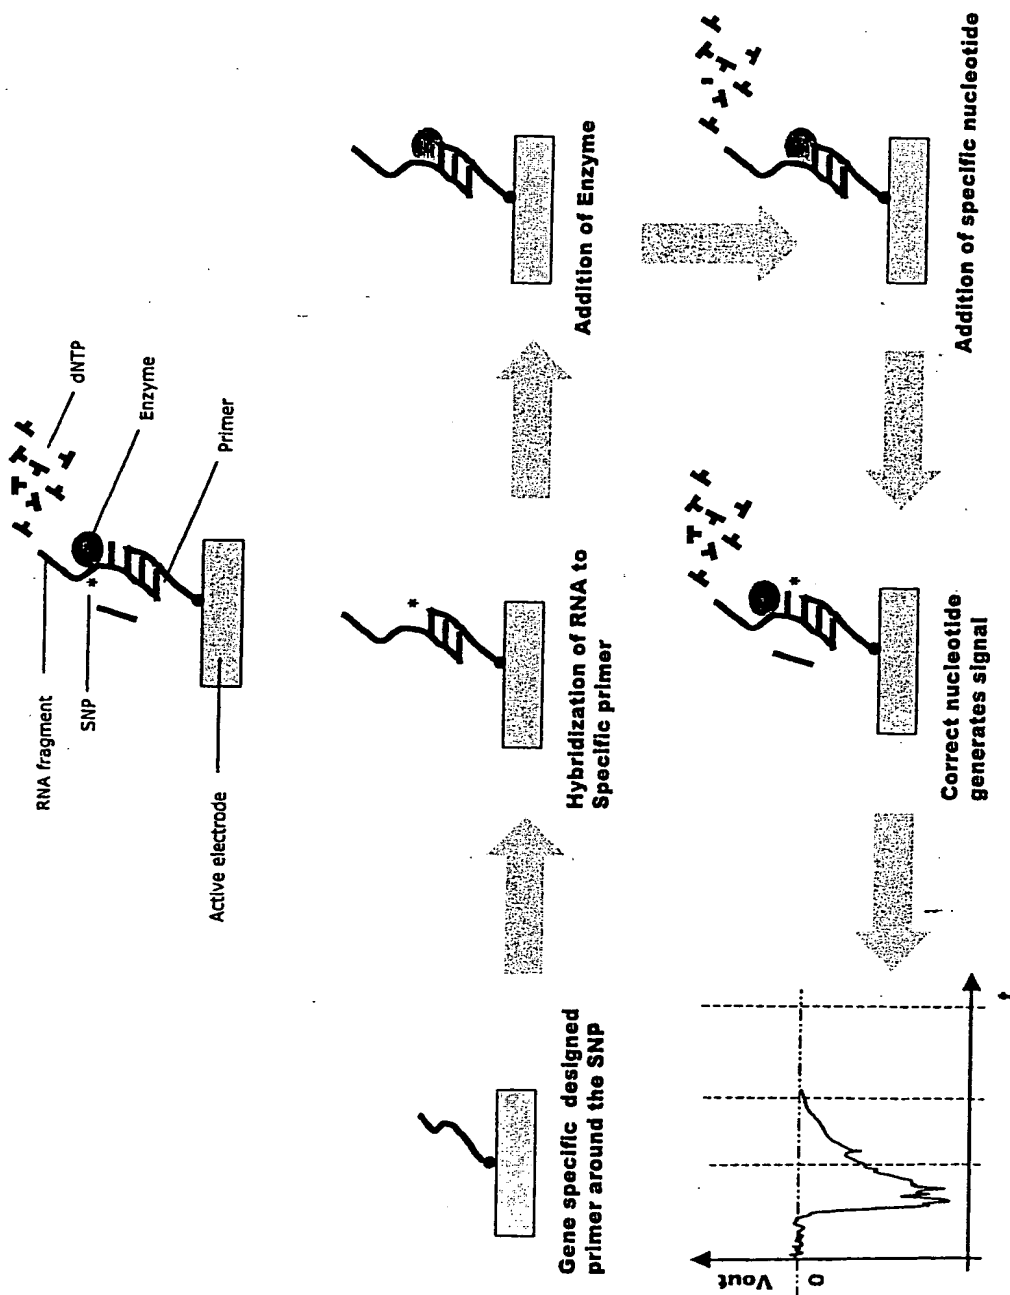 RNA fragment
SNP
Active electrode
dNTP
Enzyme
Primer
Gene specific designed
primer around the SNP
Hybridization of RNA to
Specific primer
Addition of Enzyme
Addition of specific nucleotide
Correct nucleotide
generates signal
Vout
0
t